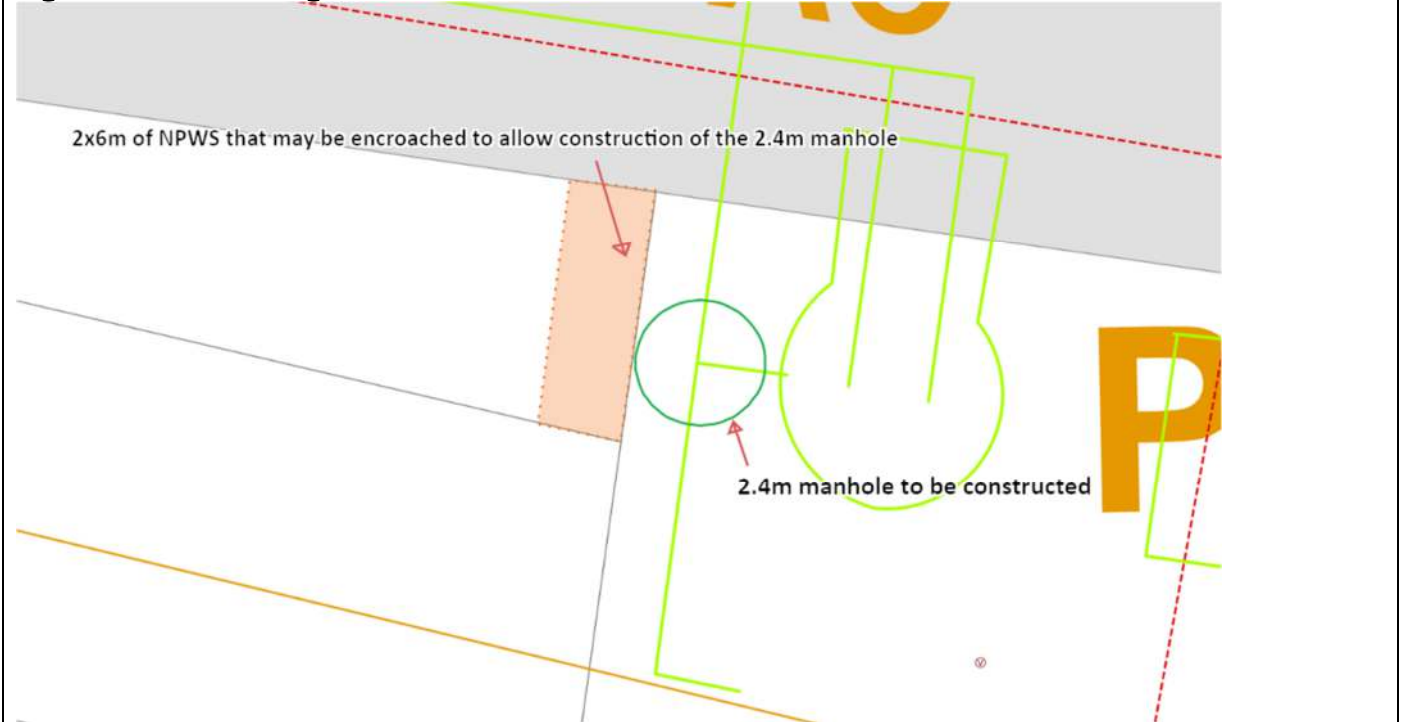 2x6m of NPWS that may be encroached to allow construction of the 2.4m manhole
P
2.4m manhole to be constructed